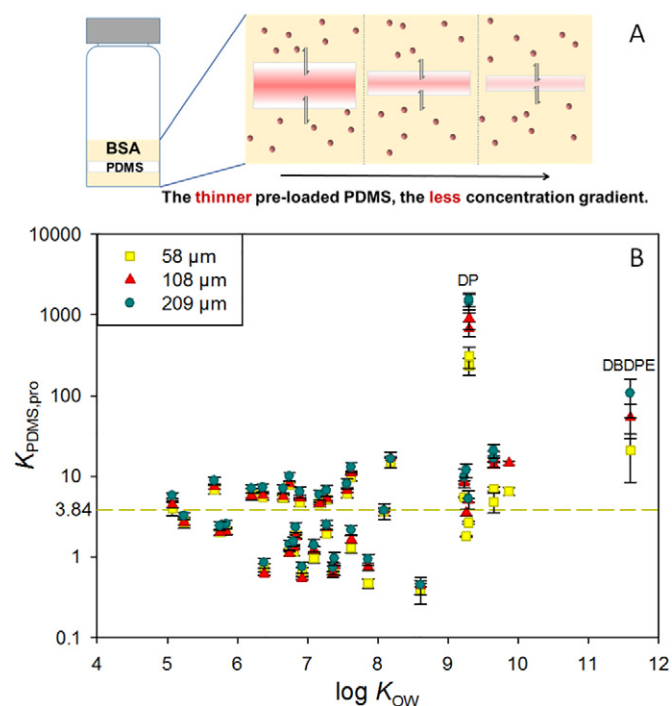 A
BSA
PDMS
The thinner pre-loaded PDMS, the less concentration gradient.
B
58 µm
108 µm
209 µm
DP
DBDPE
10000
1000
100
10
3.84
1
0.1
K_PDMS,pro
4 5 6 7 8 9 10 11 12
log K_OW